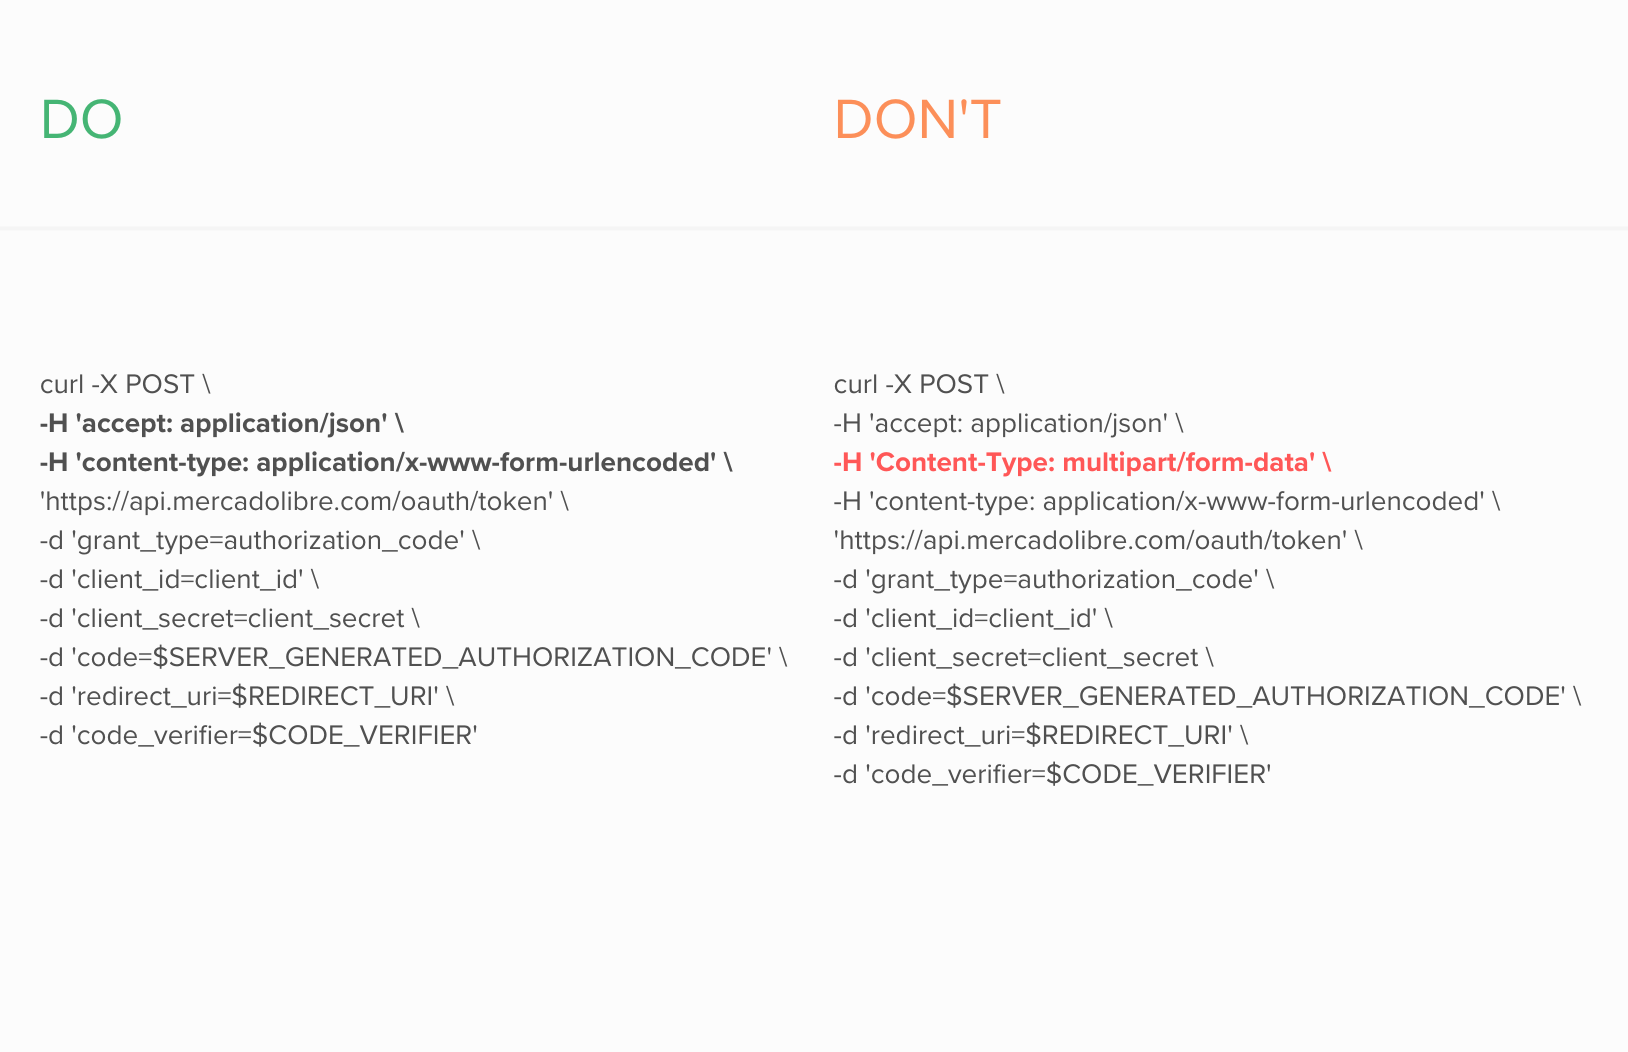 DO
DON'T
curl -X POST \
-H 'accept: application/json' \
-H 'content-type: application/x-www-form-urlencoded' \
'https://api.mercadolibre.com/oauth/token' \
-d 'grant_type=authorization_code' \
-d 'client_id=client_id' \
-d 'client_secret=client_secret \
-d 'code=$SERVER_GENERATED_AUTHORIZATION_CODE' \
-d 'redirect_uri=$REDIRECT_URI' \
-d 'code_verifier=$CODE_VERIFIER'
curl -X POST \
-H 'accept: application/json' \
-H 'Content-Type: multipart/form-data' \
-H 'content-type: application/x-www-form-urlencoded' \
'https://api.mercadolibre.com/oauth/token' \
-d 'grant_type=authorization_code' \
-d 'client_id=client_id' \
-d 'client_secret=client_secret \
-d 'code=$SERVER_GENERATED_AUTHORIZATION_CODE' \
-d 'redirect_uri=$REDIRECT_URI' \
-d 'code_verifier=$CODE_VERIFIER'